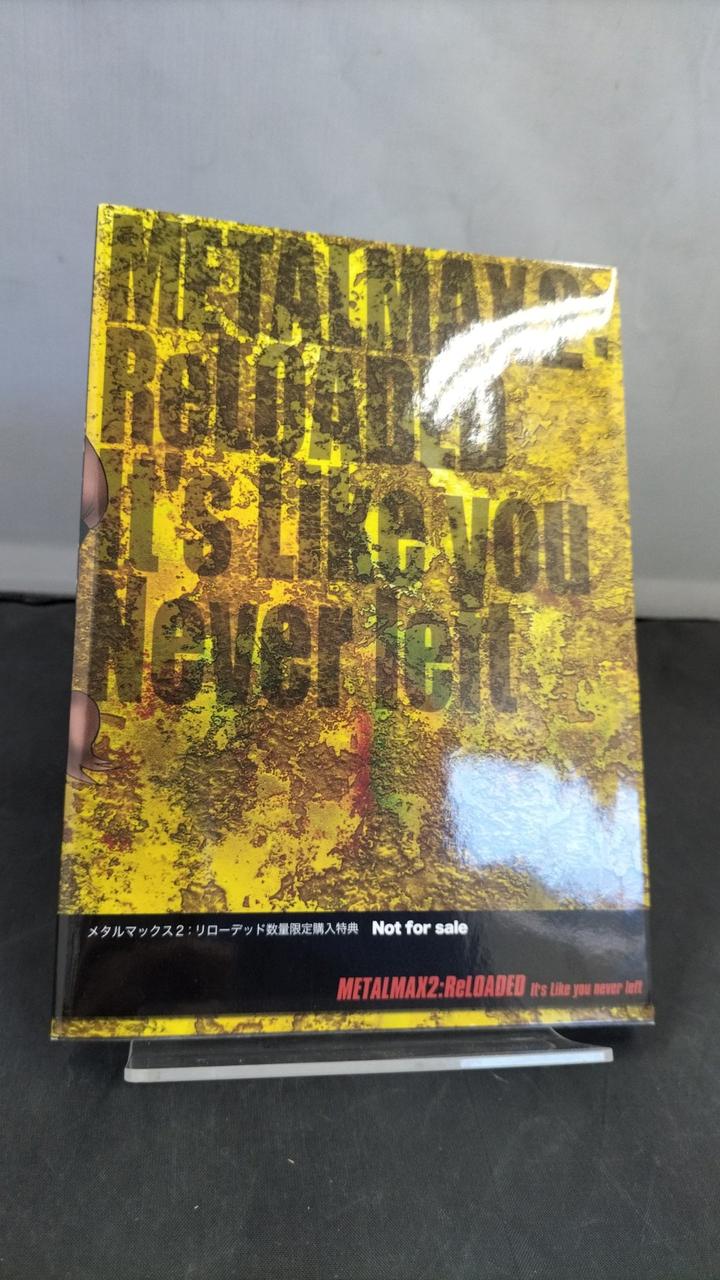 METALMAX2:
ReLOADED
It's Like you
Never left
メタルマックス2：リローデッド数量限定購入特典 Not for sale
METALMAX2:ReLOADED It's Like you never left